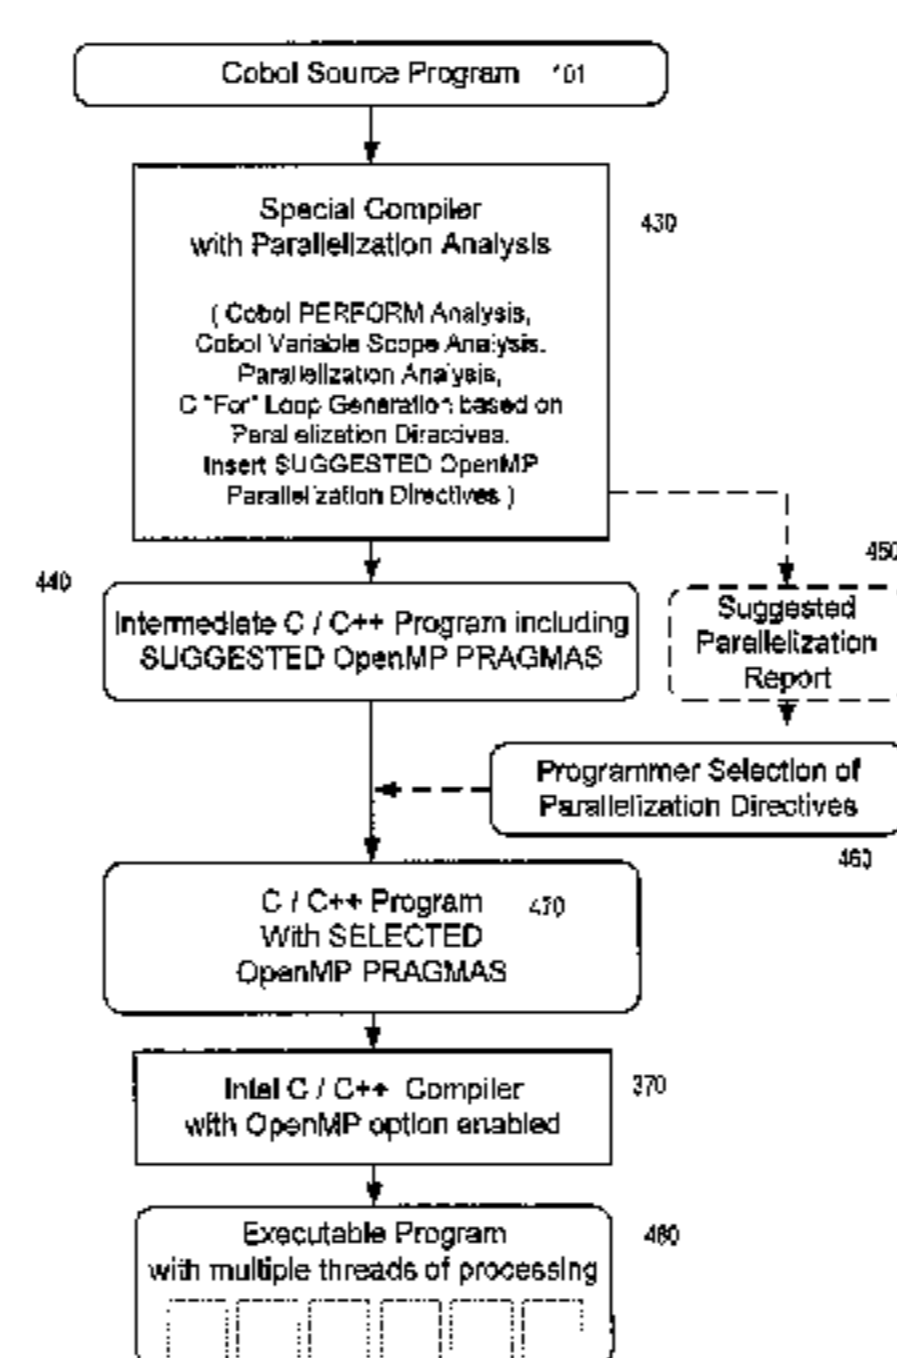 Cobol Source Program 101
Special Compiler
with Parallelization Analysis
430
( Cobol PERFORM Analysis,
Cobol Variable Scope Analysis.
Parallelization Analysis,
C "For" Loop Generation based on
Parallelization Directives.
Insert SUGGESTED OpenMP
Parallelization Directives )
440
Intermediate C / C++ Program including
SUGGESTED OpenMP PRAGMAS
450
Suggested
Parallelization
Report
Programmer Selection of
Parallelization Directives
460
C / C++ Program 470
With SELECTED
OpenMP PRAGMAS
Intel C / C++ Compiler
with OpenMP option enabled
370
Executable Program
with multiple threads of processing